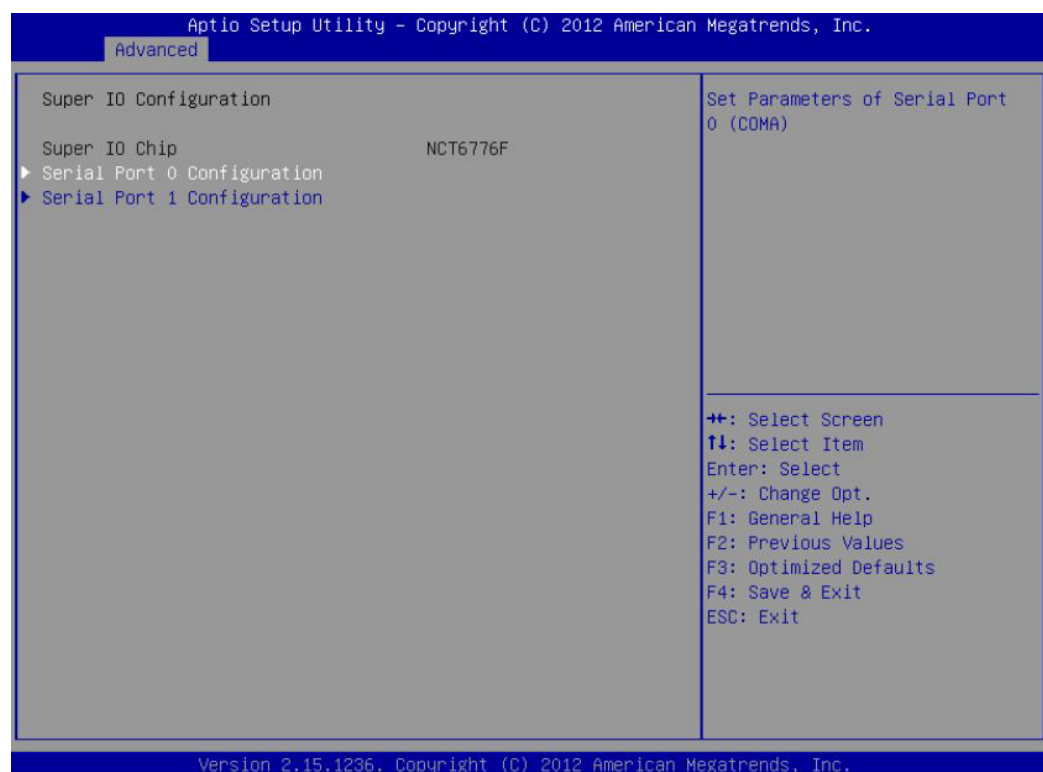 Aptio Setup Utility – Copyright (C) 2012 American Megatrends, Inc.
Advanced
Super IO Configuration
Super IO Chip NCT6776F
Serial Port 0 Configuration
Serial Port 1 Configuration
Set Parameters of Serial Port
0 (COMA)
→←: Select Screen
↑↓: Select Item
Enter: Select
+/-: Change Opt.
F1: General Help
F2: Previous Values
F3: Optimized Defaults
F4: Save & Exit
ESC: Exit
Version 2.15.1236. Copyright (C) 2012 American Megatrends, Inc.